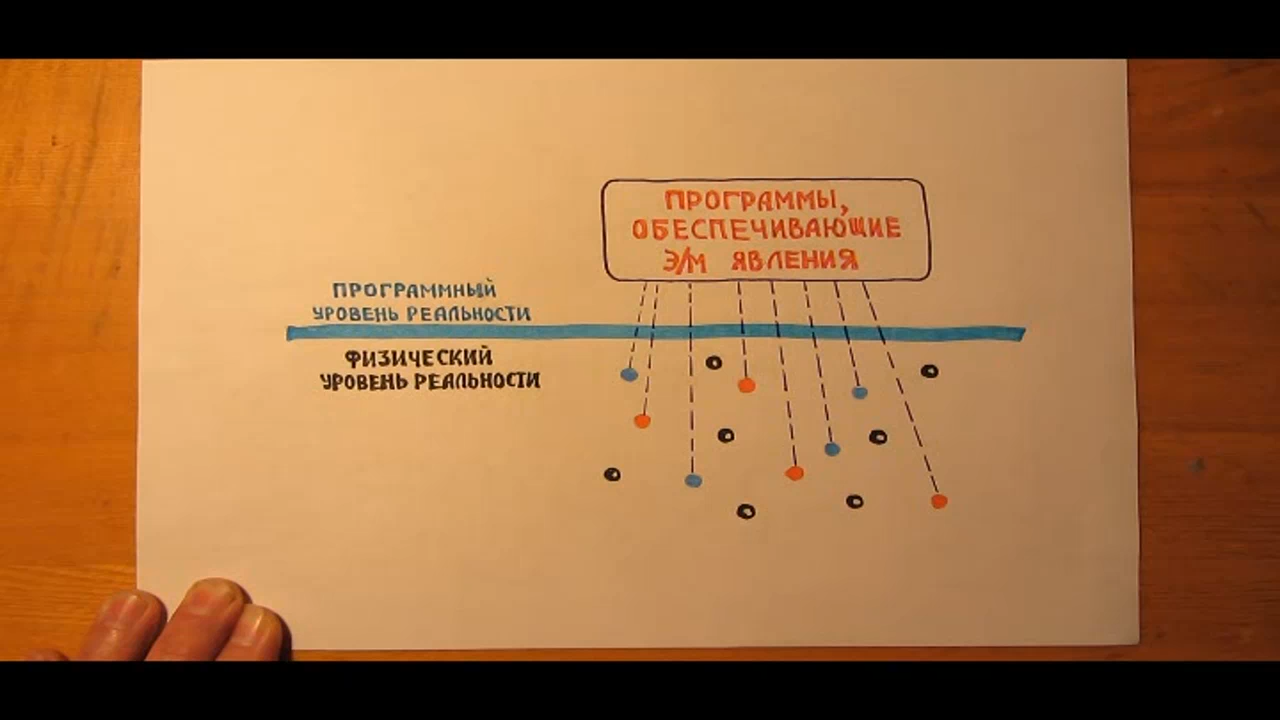 ПРОГРАММЫ,
ОБЕСПЕЧИВАЮЩИЕ
Э/М ЯВЛЕНИЯ
ПРОГРАММНЫЙ
УРОВЕНЬ РЕАЛЬНОСТИ
ФИЗИЧЕСКИЙ
УРОВЕНЬ РЕАЛЬНОСТИ